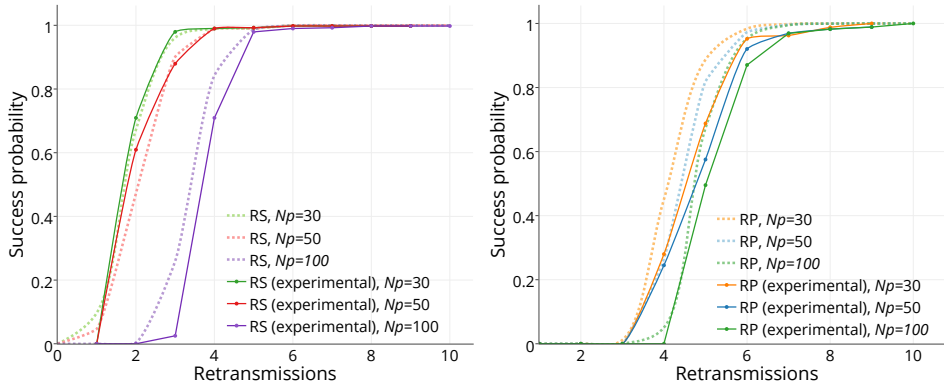 Success probability
1
0.8
0.6
0.4
0.2
0
0
2
4
6
8
10
Retransmissions
RS, Np=30
RS, Np=50
RS, Np=100
RS (experimental), Np=30
RS (experimental), Np=50
RS (experimental), Np=100
Success probability
1
0.8
0.6
0.4
0.2
0
2
4
6
8
10
Retransmissions
RP, Np=30
RP, Np=50
RP, Np=100
RP (experimental), Np=30
RP (experimental), Np=50
RP (experimental), Np=100